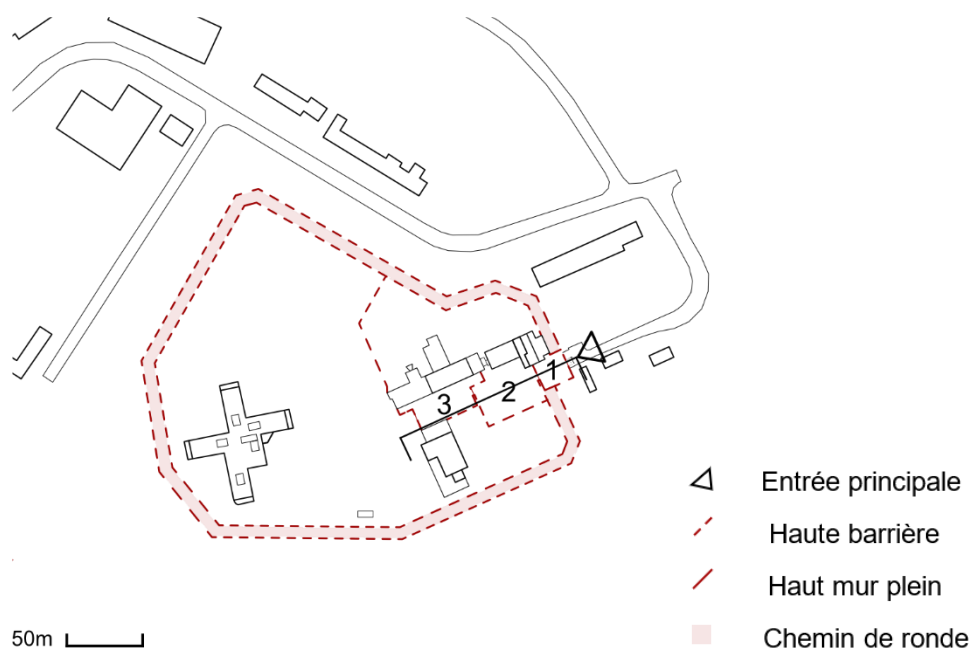 1
2
3
Entrée principale
Haute barrière
Haut mur plein
50m
Chemin de ronde